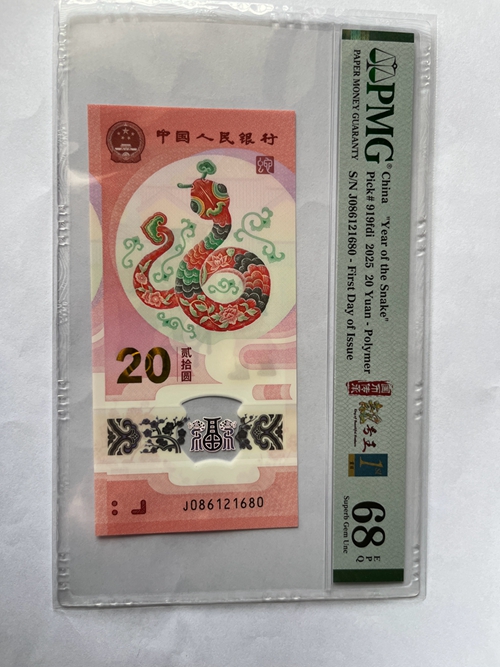 中国人民银行
20
贰拾圆
J086121680
PMG®
PAPER MONEY GUARANTY
China "Year of the Snake"
Pick# 919fdi 2025 20 Yuan - Polymer
S/N J086121680 - First Day of Issue
68
EPQ
Superb Gem Unc